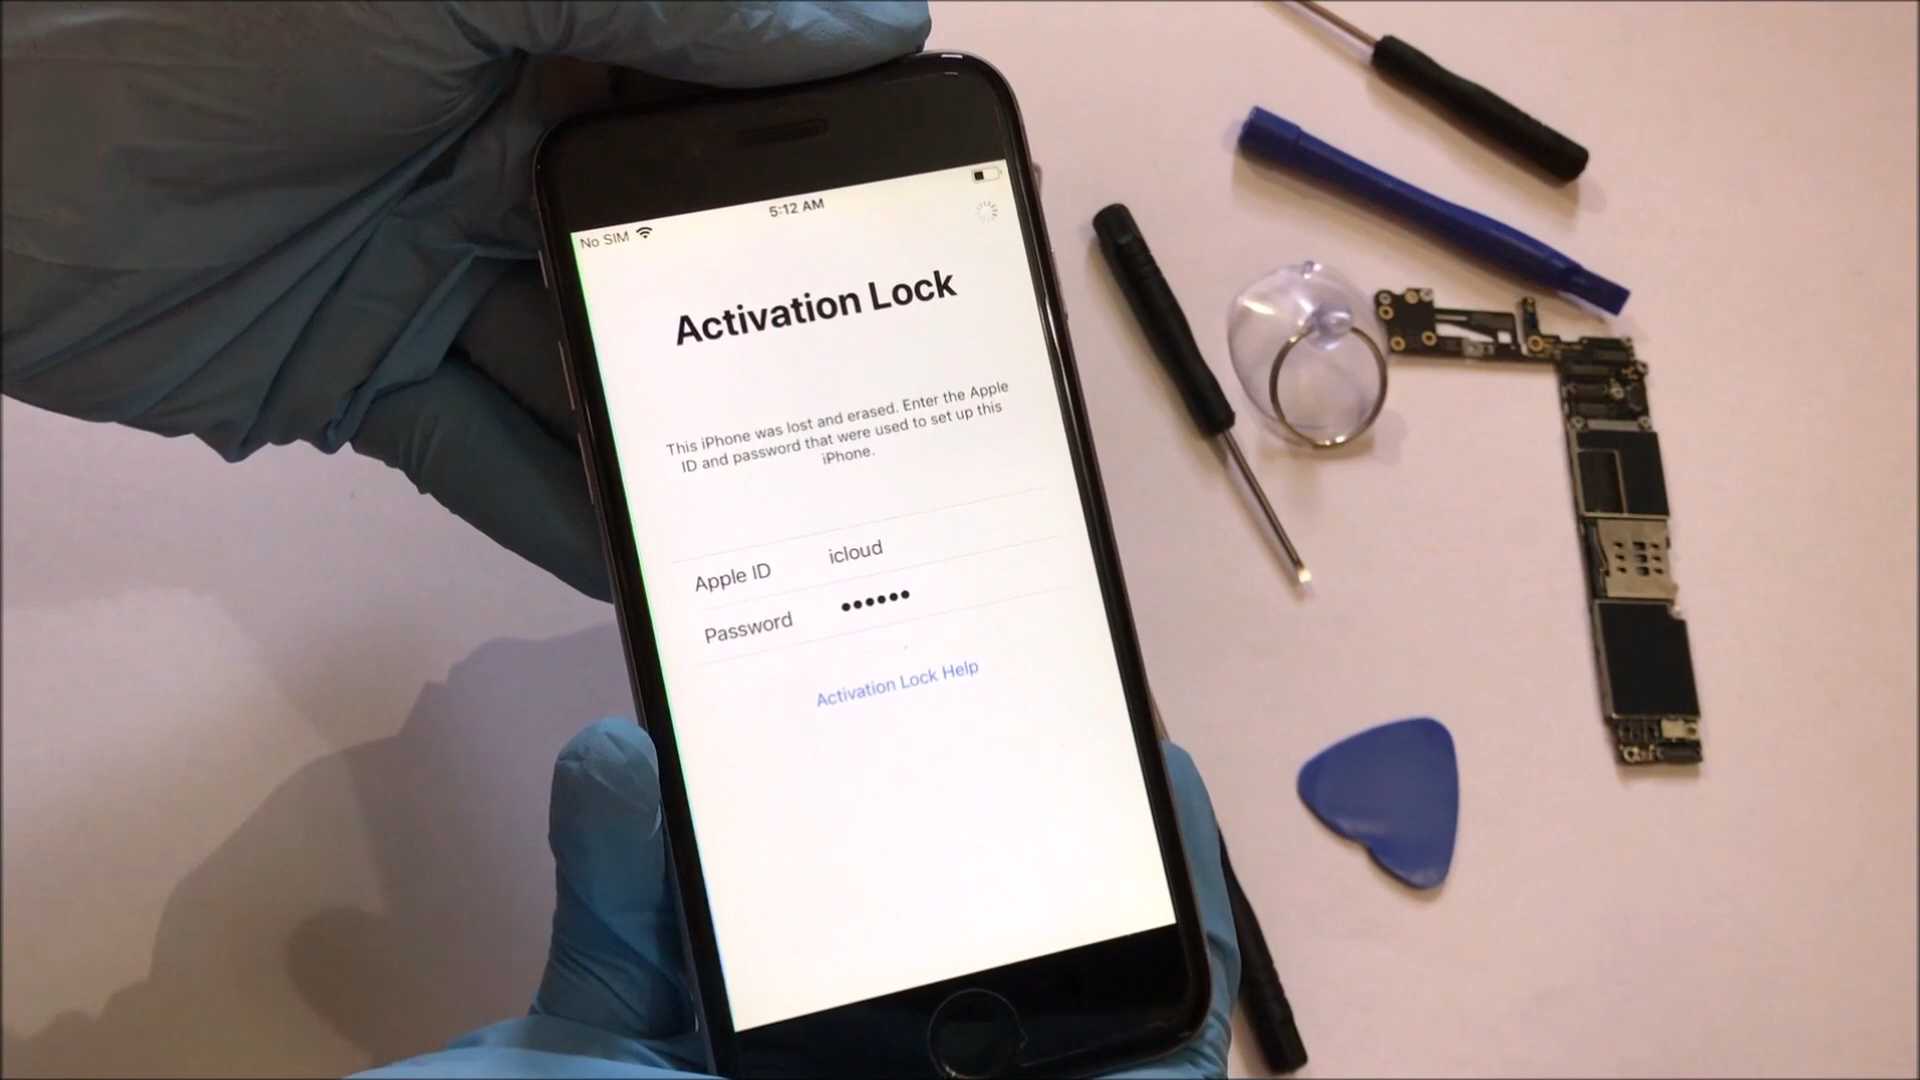 5:12 AM
No SIM
Activation Lock
This iPhone was lost and erased. Enter the Apple
ID and password that were used to set up this
iPhone.
Apple ID icloud
Password ••••••
Activation Lock Help